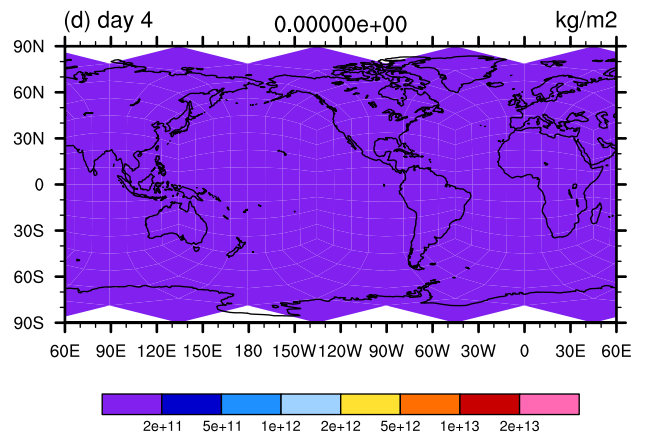 (d) day 4 0.00000e+00 kg/m2
90N
60N
30N
0
30S
60S
90S
60E 90E 120E 150E 180 150W 120W 90W 60W 30W 0 30E 60E
2e+11 5e+11 1e+12 2e+12 5e+12 1e+13 2e+13